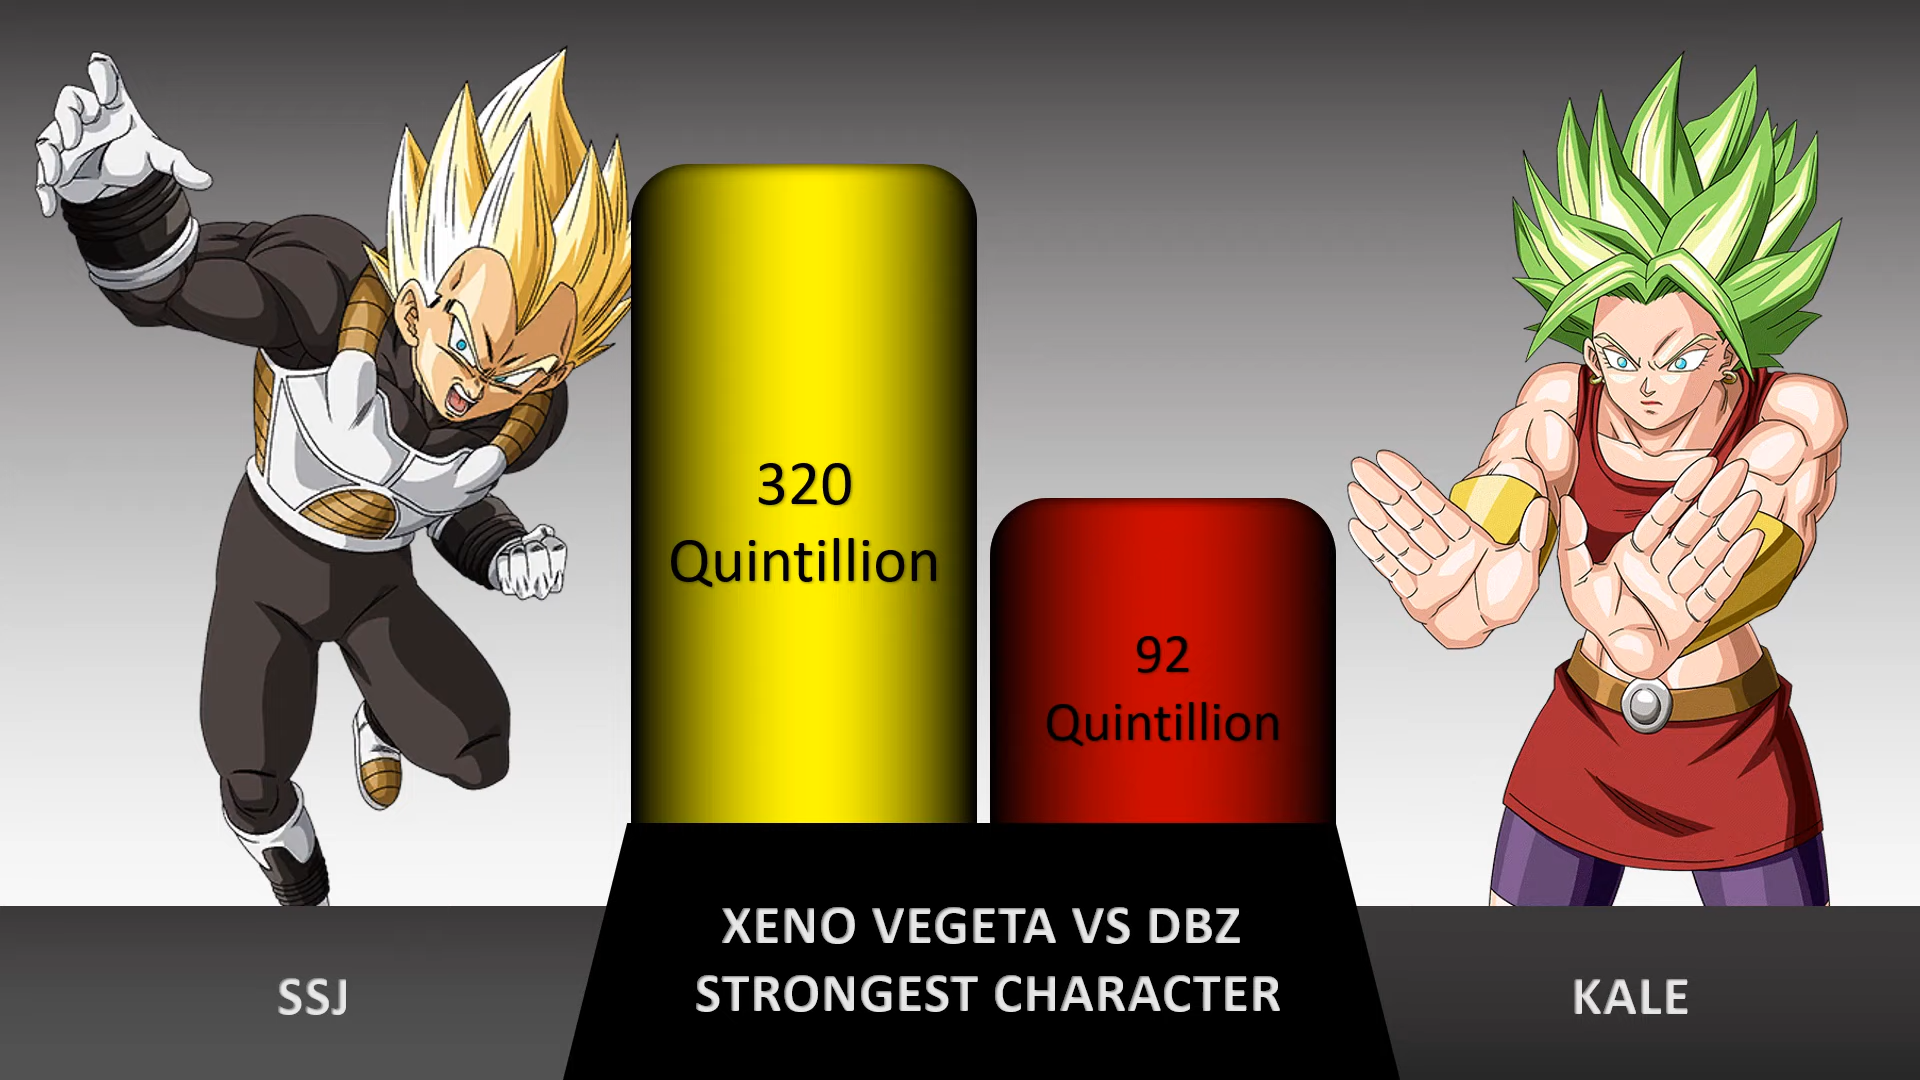 320
Quintillion
92
Quintillion
XENO VEGETA VS DBZ
STRONGEST CHARACTER
SSJ
KALE